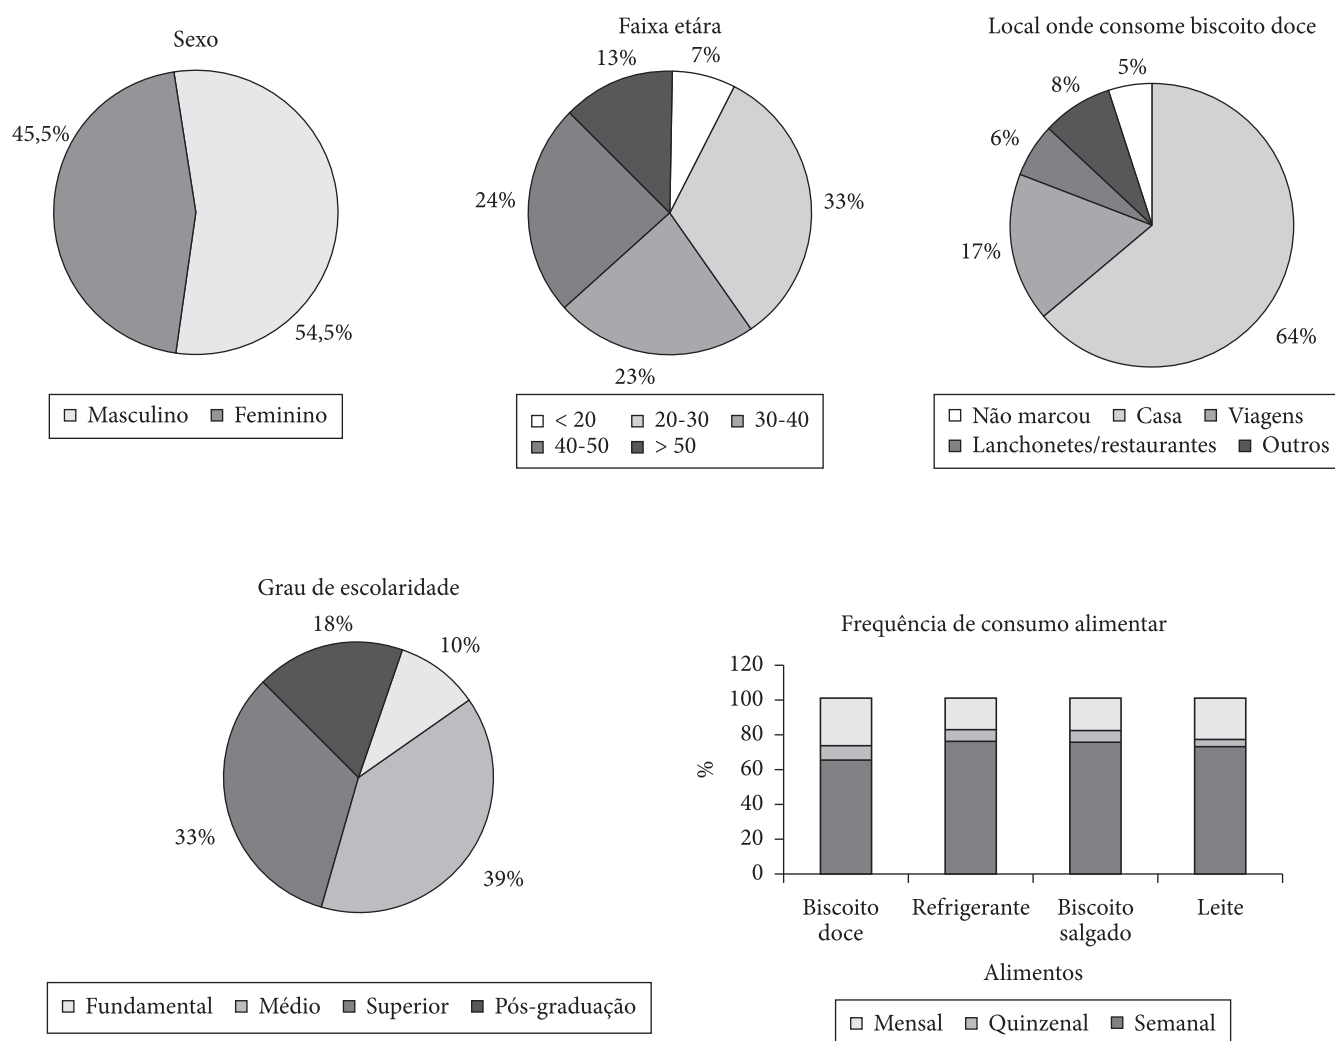 Sexo
45,5%
54,5%
Masculino Feminino
Faixa etára
13% 7%
24%
33%
23%
< 20 20-30 30-40
40-50 > 50
Local onde consome biscoito doce
5%
8%
6%
17%
64%
Não marcou Casa Viagens
Lanchonetes/restaurantes Outros
Grau de escolaridade
18%
10%
33%
39%
Fundamental Médio Superior Pós-graduação
Frequência de consumo alimentar
120
100
80
60
40
20
0
%
Biscoito doce
Refrigerante
Biscoito salgado
Leite
Alimentos
Mensal Quinzenal Semanal